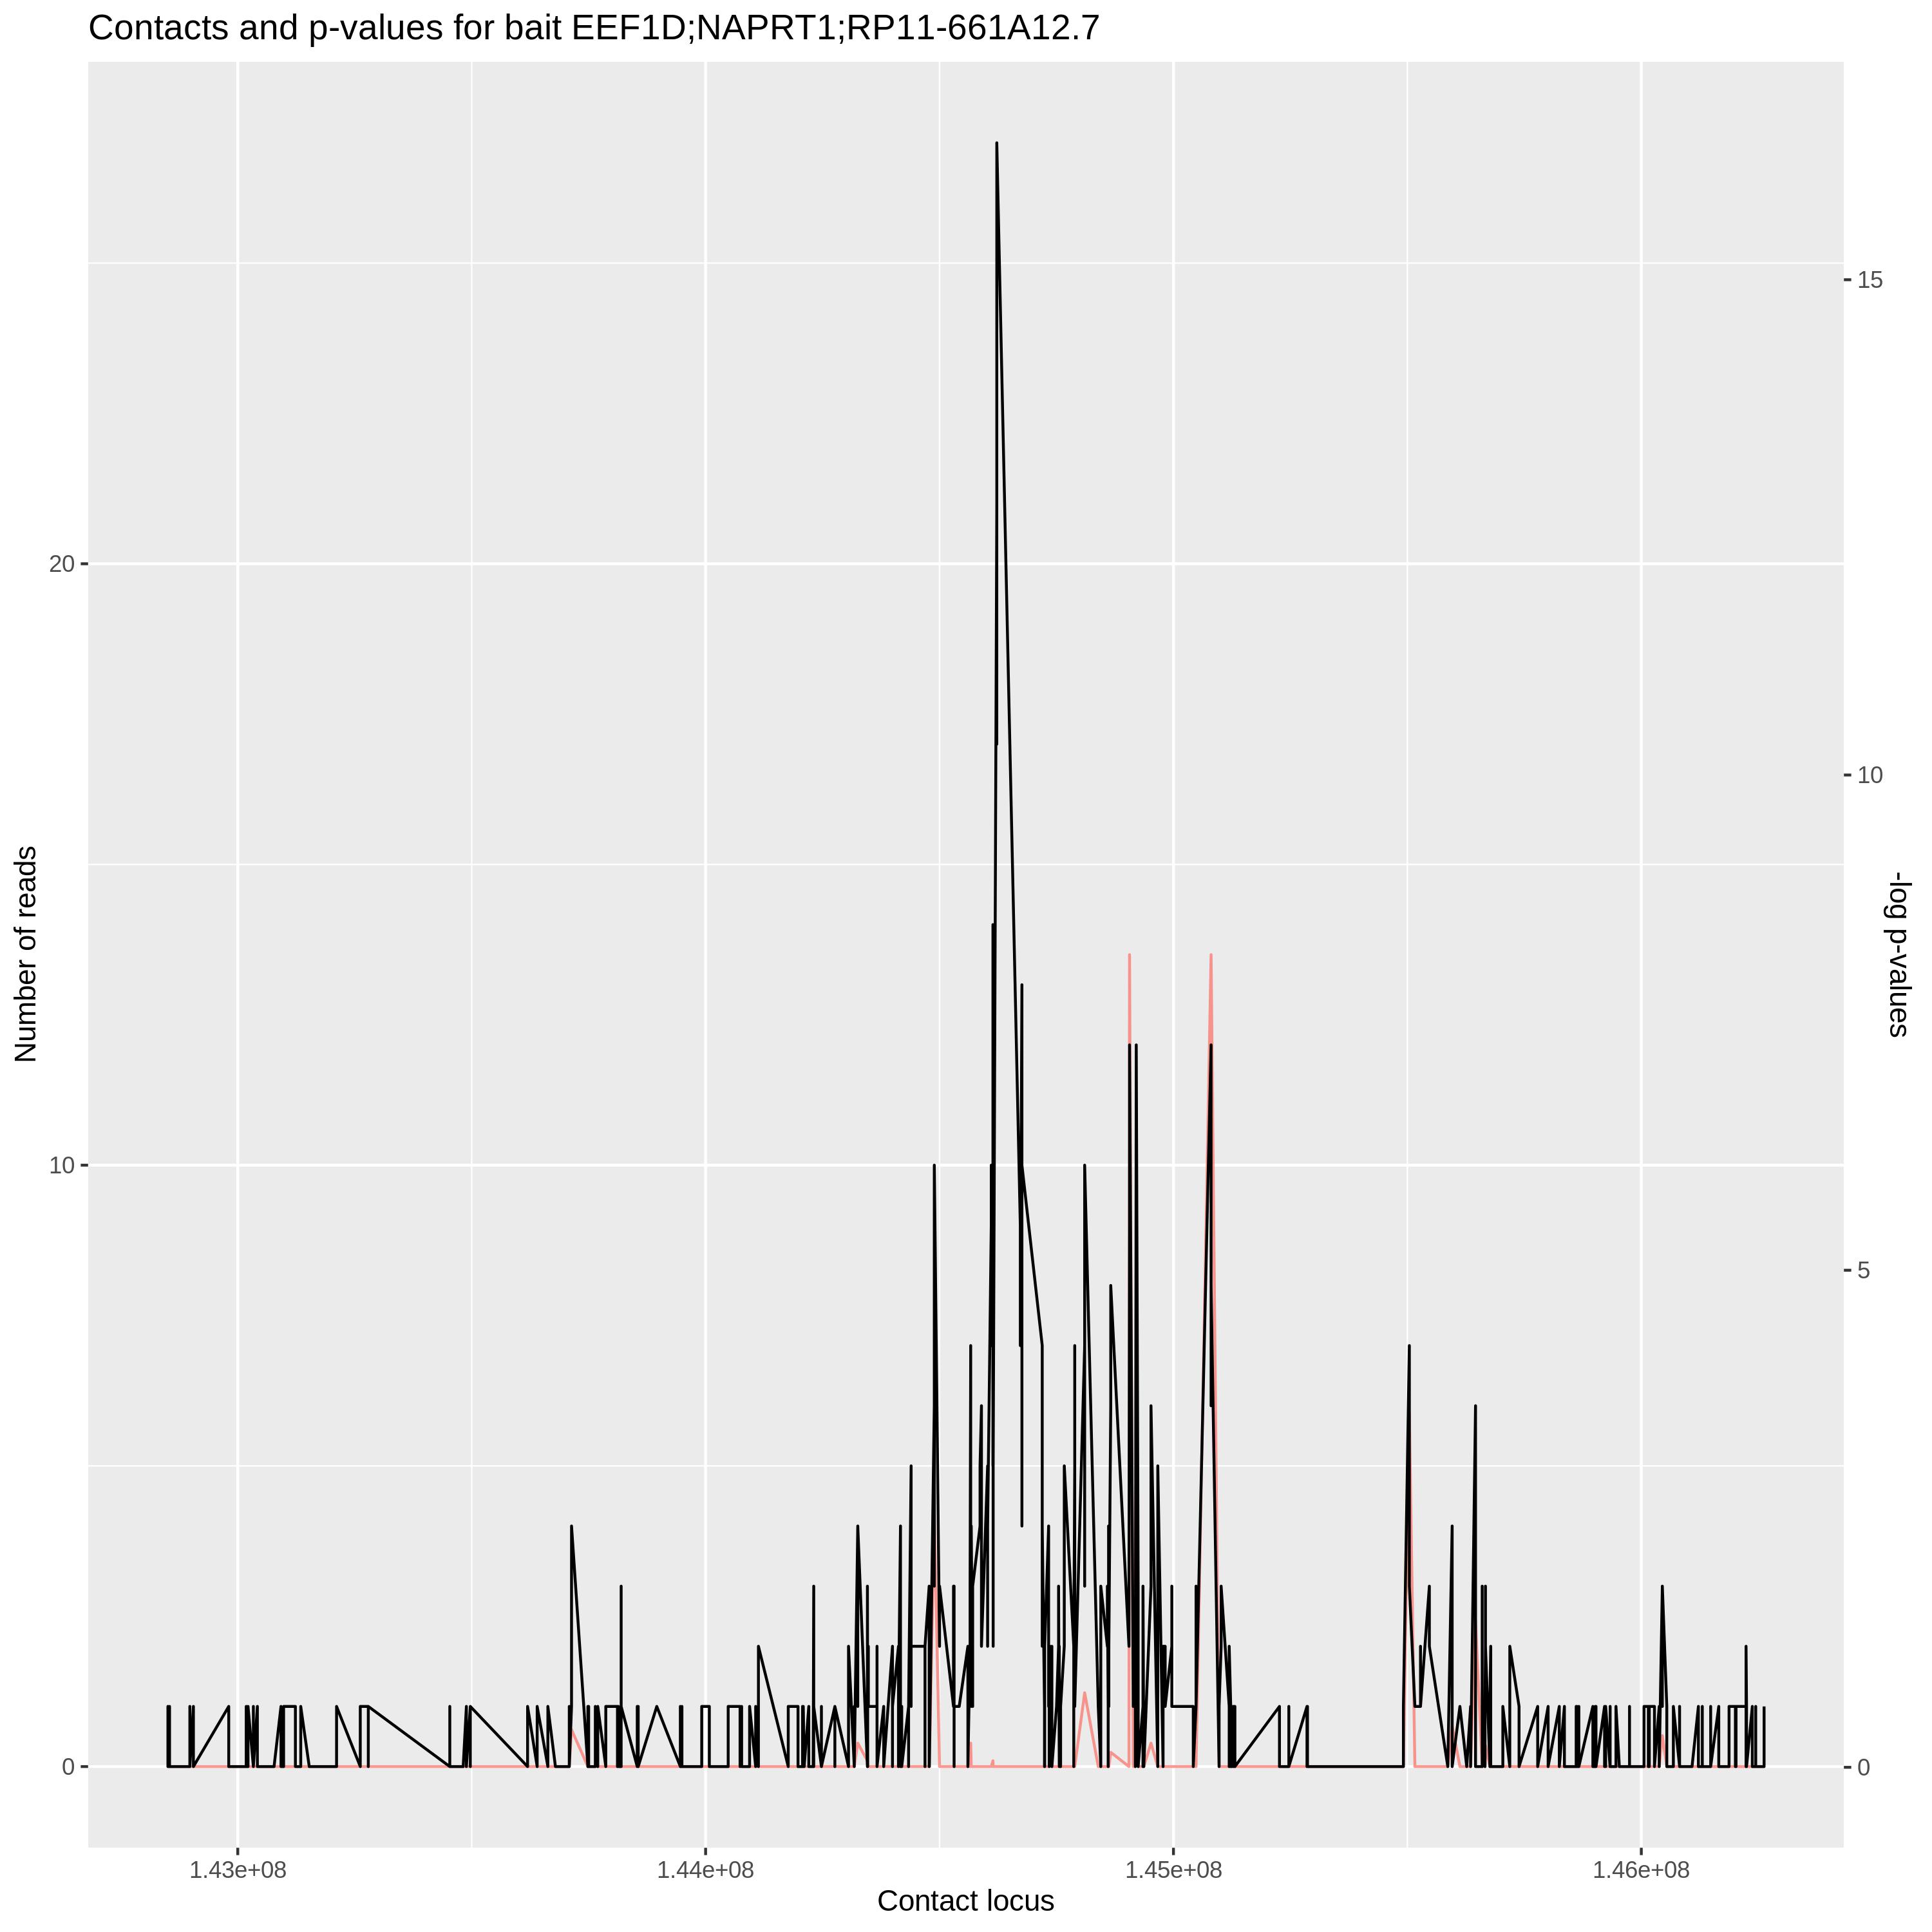 Contacts and p-values for bait EEF1D;NAPRT1;RP11-661A12.7
Number of reads
20
10
0
15
10
5
0
-log p-values
1.43e+08 1.44e+08 1.45e+08 1.46e+08
Contact locus